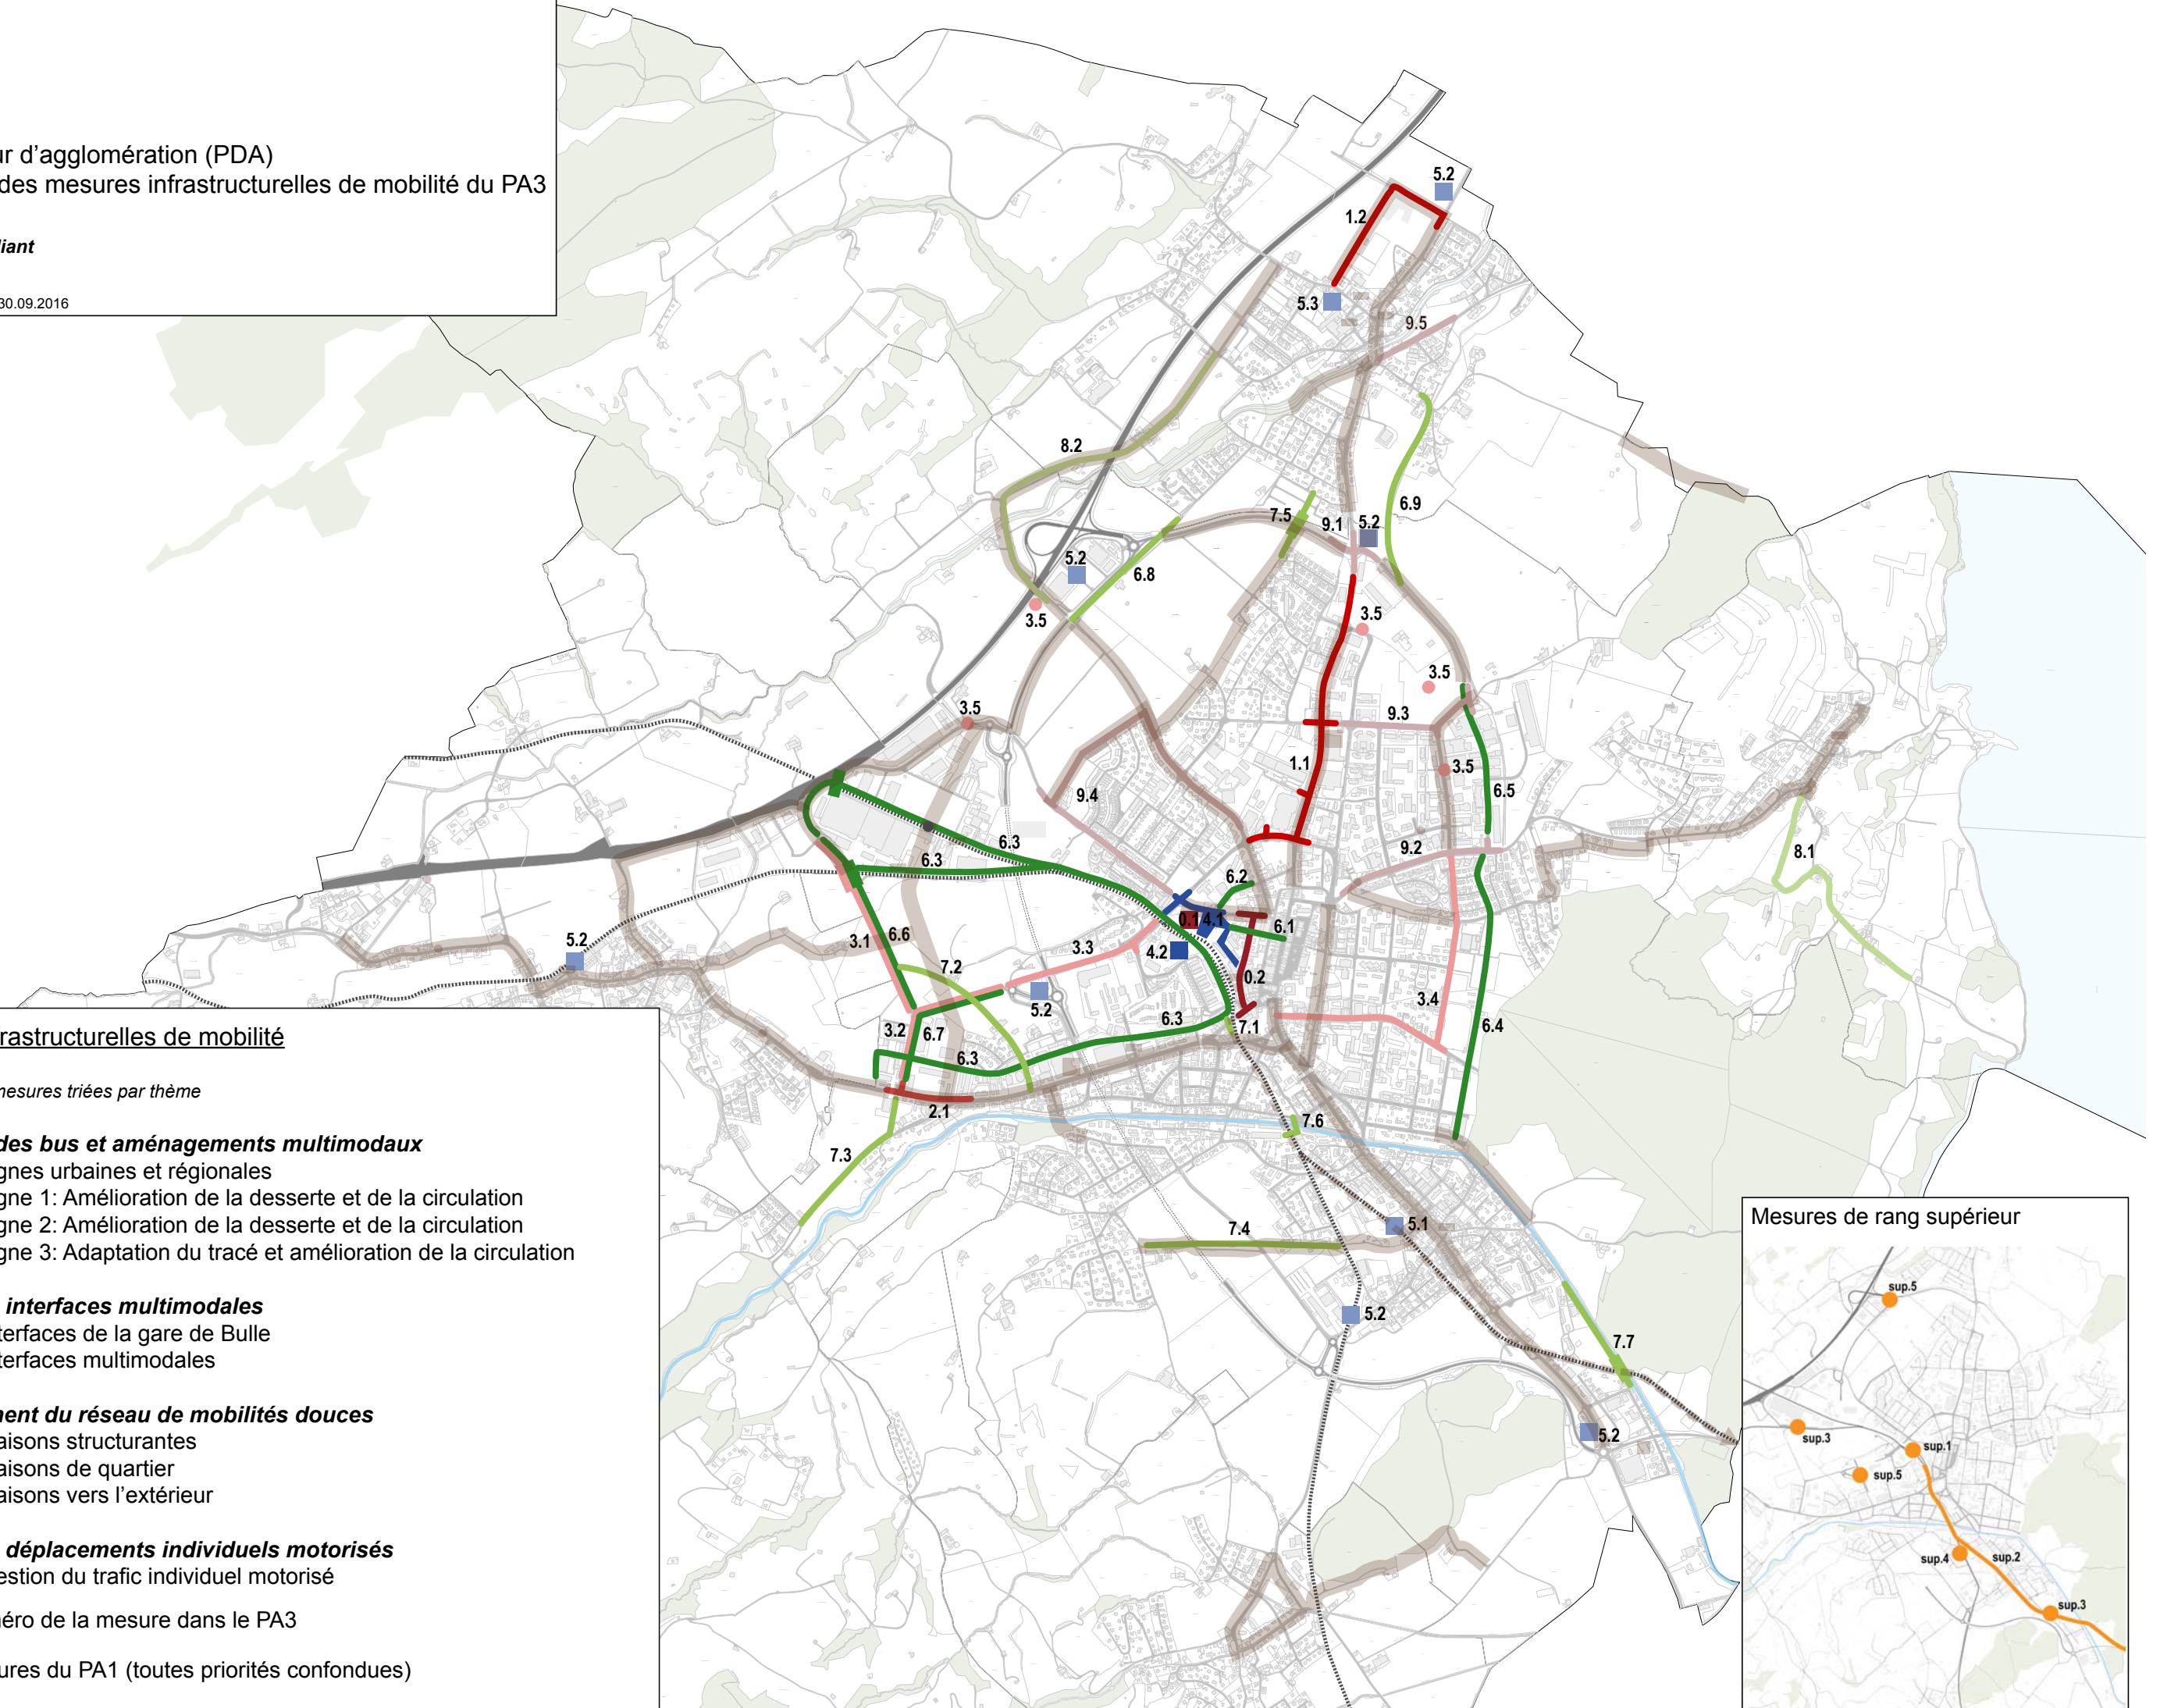 ur d’agglomération (PDA)
des mesures infrastructurelles de mobilité du PA3
liant
30.09.2016
5.2
1.2
5.3
9.5
8.2
6.9
7.5
9.1
5.2
5.2
6.8
3.5
3.5
3.5
3.5
9.3
1.1
3.5
6.5
9.4
6.3
6.3
9.2
8.1
6.2
0.1
4.1
6.1
5.2
3.1
6.6
3.3
4.2
7.2
0.2
5.2
3.4
6.4
3.2
6.7
6.3
7.1
6.3
2.1
7.6
7.3
7.4
5.1
5.2
7.7
5.2
rastructurelles de mobilité
mesures triées par thème
des bus et aménagements multimodaux
gnes urbaines et régionales
gne 1: Amélioration de la desserte et de la circulation
gne 2: Amélioration de la desserte et de la circulation
gne 3: Adaptation du tracé et amélioration de la circulation
interfaces multimodales
terfaces de la gare de Bulle
terfaces multimodales
ment du réseau de mobilités douces
aisons structurantes
aisons de quartier
aisons vers l’extérieur
déplacements individuels motorisés
estion du trafic individuel motorisé
éro de la mesure dans le PA3
ures du PA1 (toutes priorités confondues)
Mesures de rang supérieur
sup.5
sup.3
sup.1
sup.5
sup.4
sup.2
sup.3